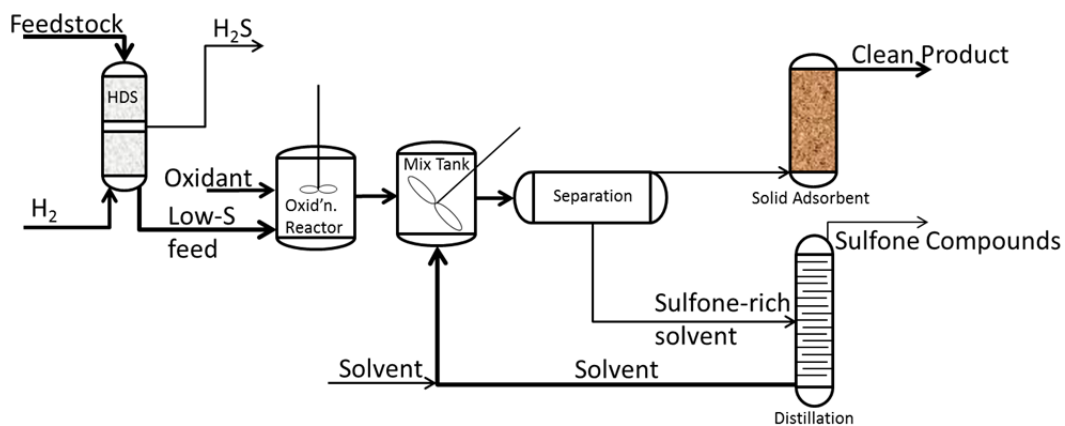 Feedstock
H₂S
HDS
H₂
Oxidant
Low-S
feed
Oxid'n.
Reactor
Mix Tank
Separation
Clean Product
Solid Adsorbent
Sulfone Compounds
Sulfone-rich
solvent
Solvent
Solvent
Distillation